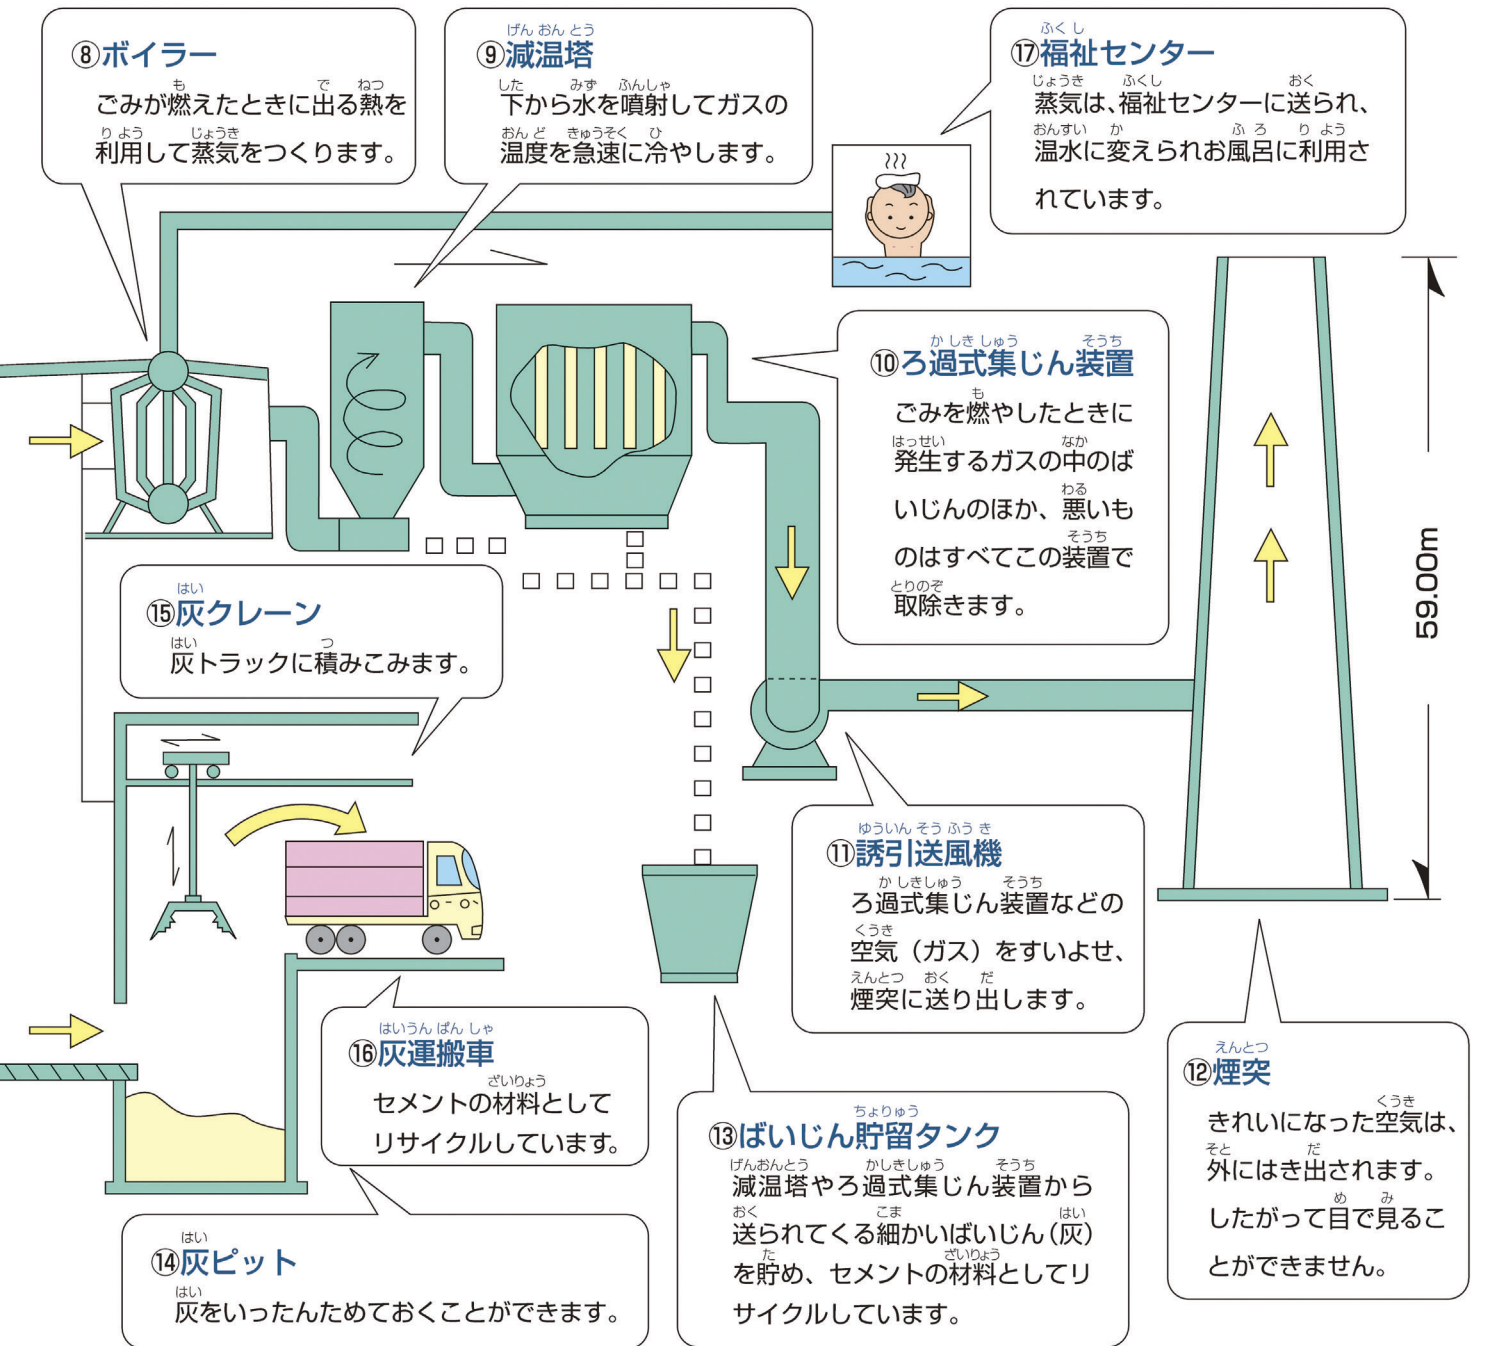 ⑧ボイラー
ごみが燃えたときに出る熱を
利用して蒸気をつくります。
⑨減温塔
下から水を噴射してガスの
温度を急速に冷やします。
⑰福祉センター
蒸気は、福祉センターに送られ、
温水に変えられお風呂に利用さ
れています。
⑩ろ過式集じん装置
ごみを燃やしたときに
発生するガスの中のば
いじんのほか、悪いも
のはすべてこの装置で
取除きます。
59.00m
⑮灰クレーン
灰トラックに積みこみます。
⑪誘引送風機
ろ過式集じん装置などの
空気（ガス）をすいよせ、
煙突に送り出します。
⑯灰運搬車
セメントの材料として
リサイクルしています。
⑫煙突
きれいになった空気は、
外にはき出されます。
したがって目で見るこ
とができません。
⑬ばいじん貯留タンク
減温塔やろ過式集じん装置から
送られてくる細かいばいじん（灰）
を貯め、セメントの材料としてリ
サイクルしています。
⑭灰ピット
灰をいったんためておくことができます。